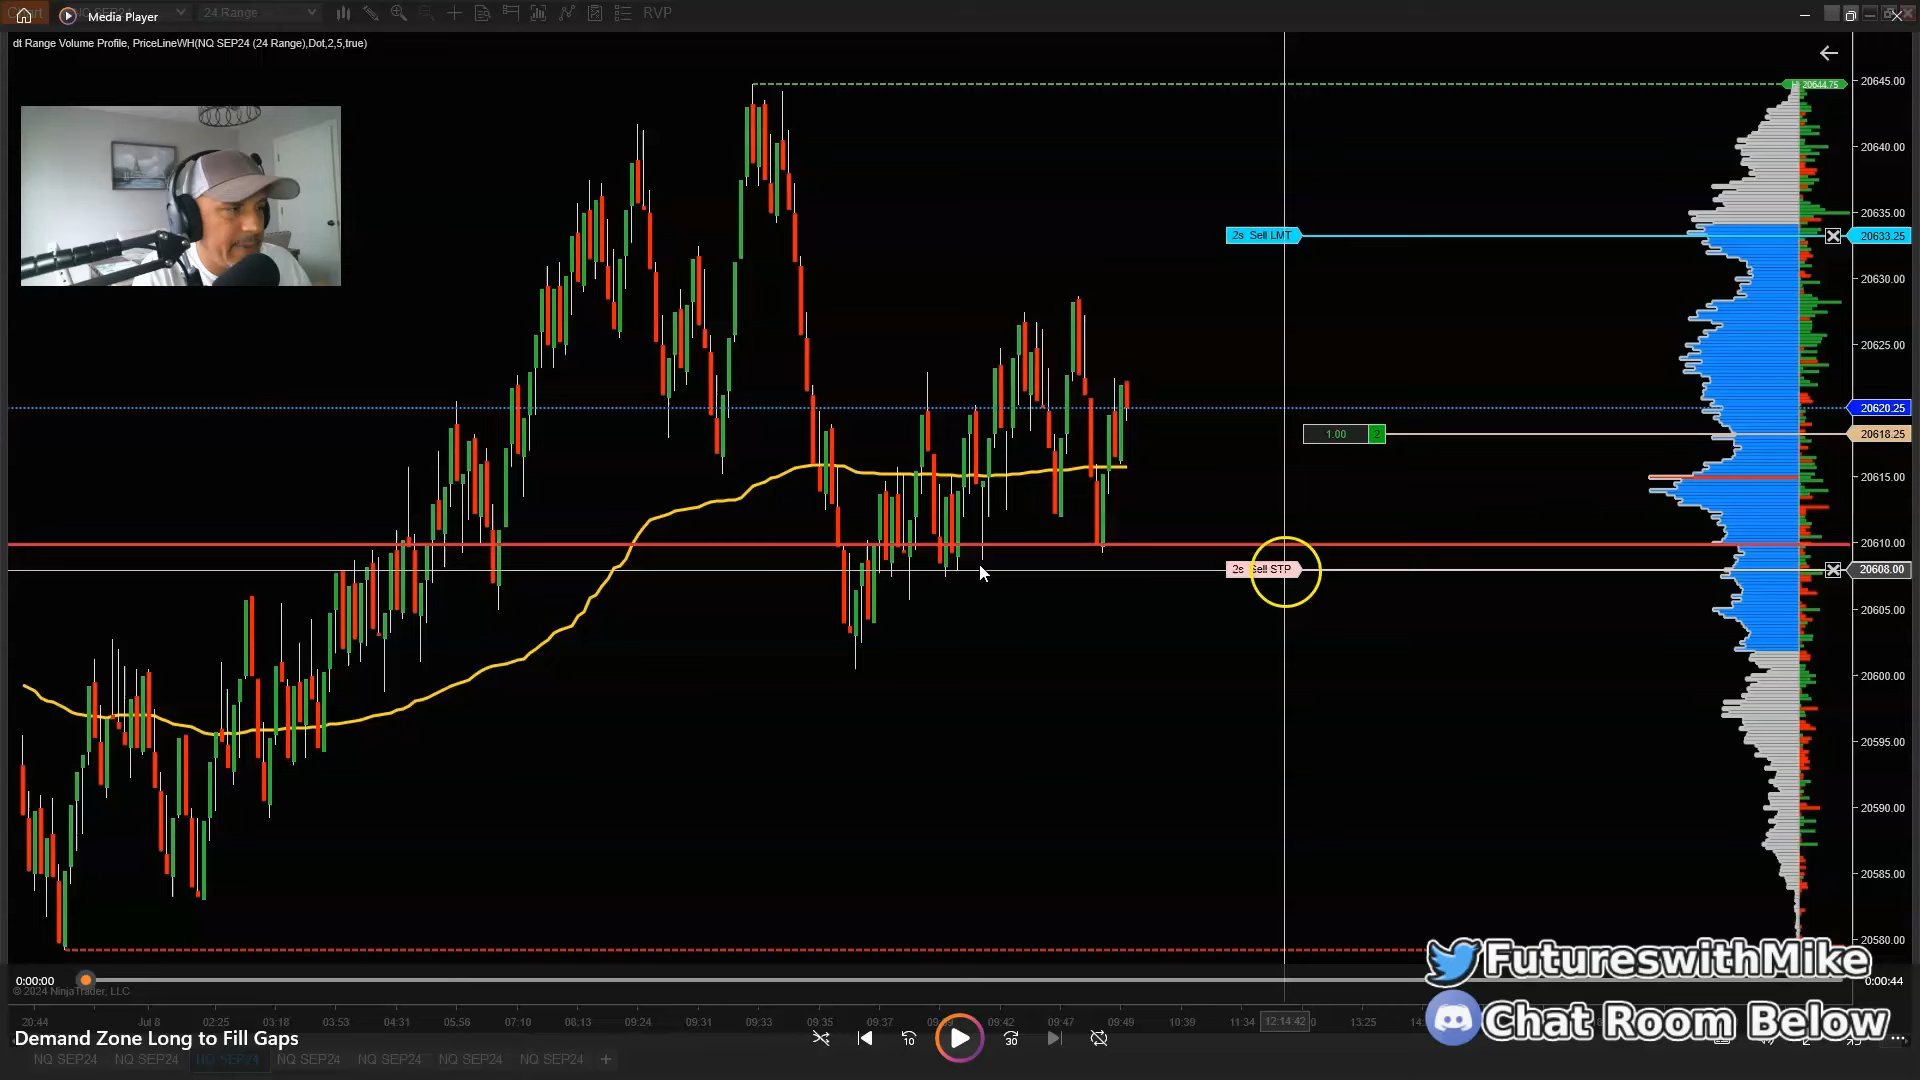 Media Player
24 Range
RVP
dt Range Volume Profile, PriceLineWH(NQ SEP24 (24 Range),Dot,2,5,true)
20644.75
20645.00
20640.00
20635.00
2s Sell LMT
20633.25
20630.00
20625.00
20620.25
1.00 2
20618.25
20615.00
20610.00
2s Sell STP
20608.00
20605.00
20600.00
20595.00
20590.00
20585.00
20580.00
FutureswithMike
0:00:00
0:00:44
© 2024 NinjaTrader, LLC
20:44 Jul 8 02:25 03:18 03:53 04:31 05:56 07:10 08:13 09:24 09:31 09:33 09:35 09:37 09:42 09:47 09:49 10:39 11:34 12:14:42 13:25
Chat Room Below
Demand Zone Long to Fill Gaps
10
30
NQ SEP24 NQ SEP24 NQ SEP24 NQ SEP24 NQ SEP24 NQ SEP24 NQ SEP24 +